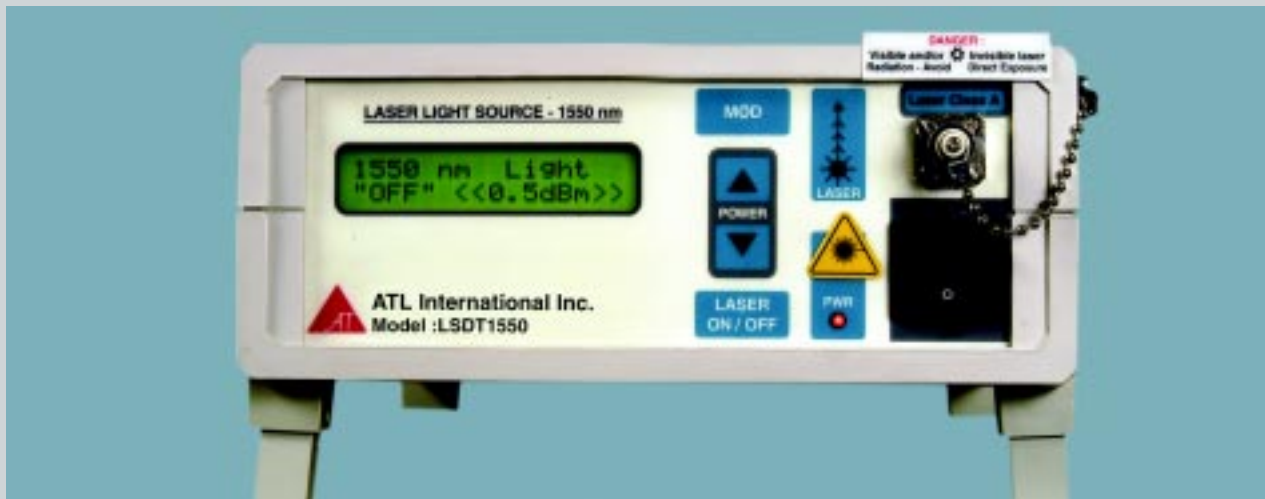 DANGER :
Visible and/or Invisible laser
Radiation - Avoid Direct Exposure
LASER LIGHT SOURCE - 1550 nm
MOD
Laser Class A
1550 nm Light
"OFF" <<0.5dBm>>
LASER
POWER
ATL International Inc.
Model :LSDT1550
LASER
ON / OFF
PWR